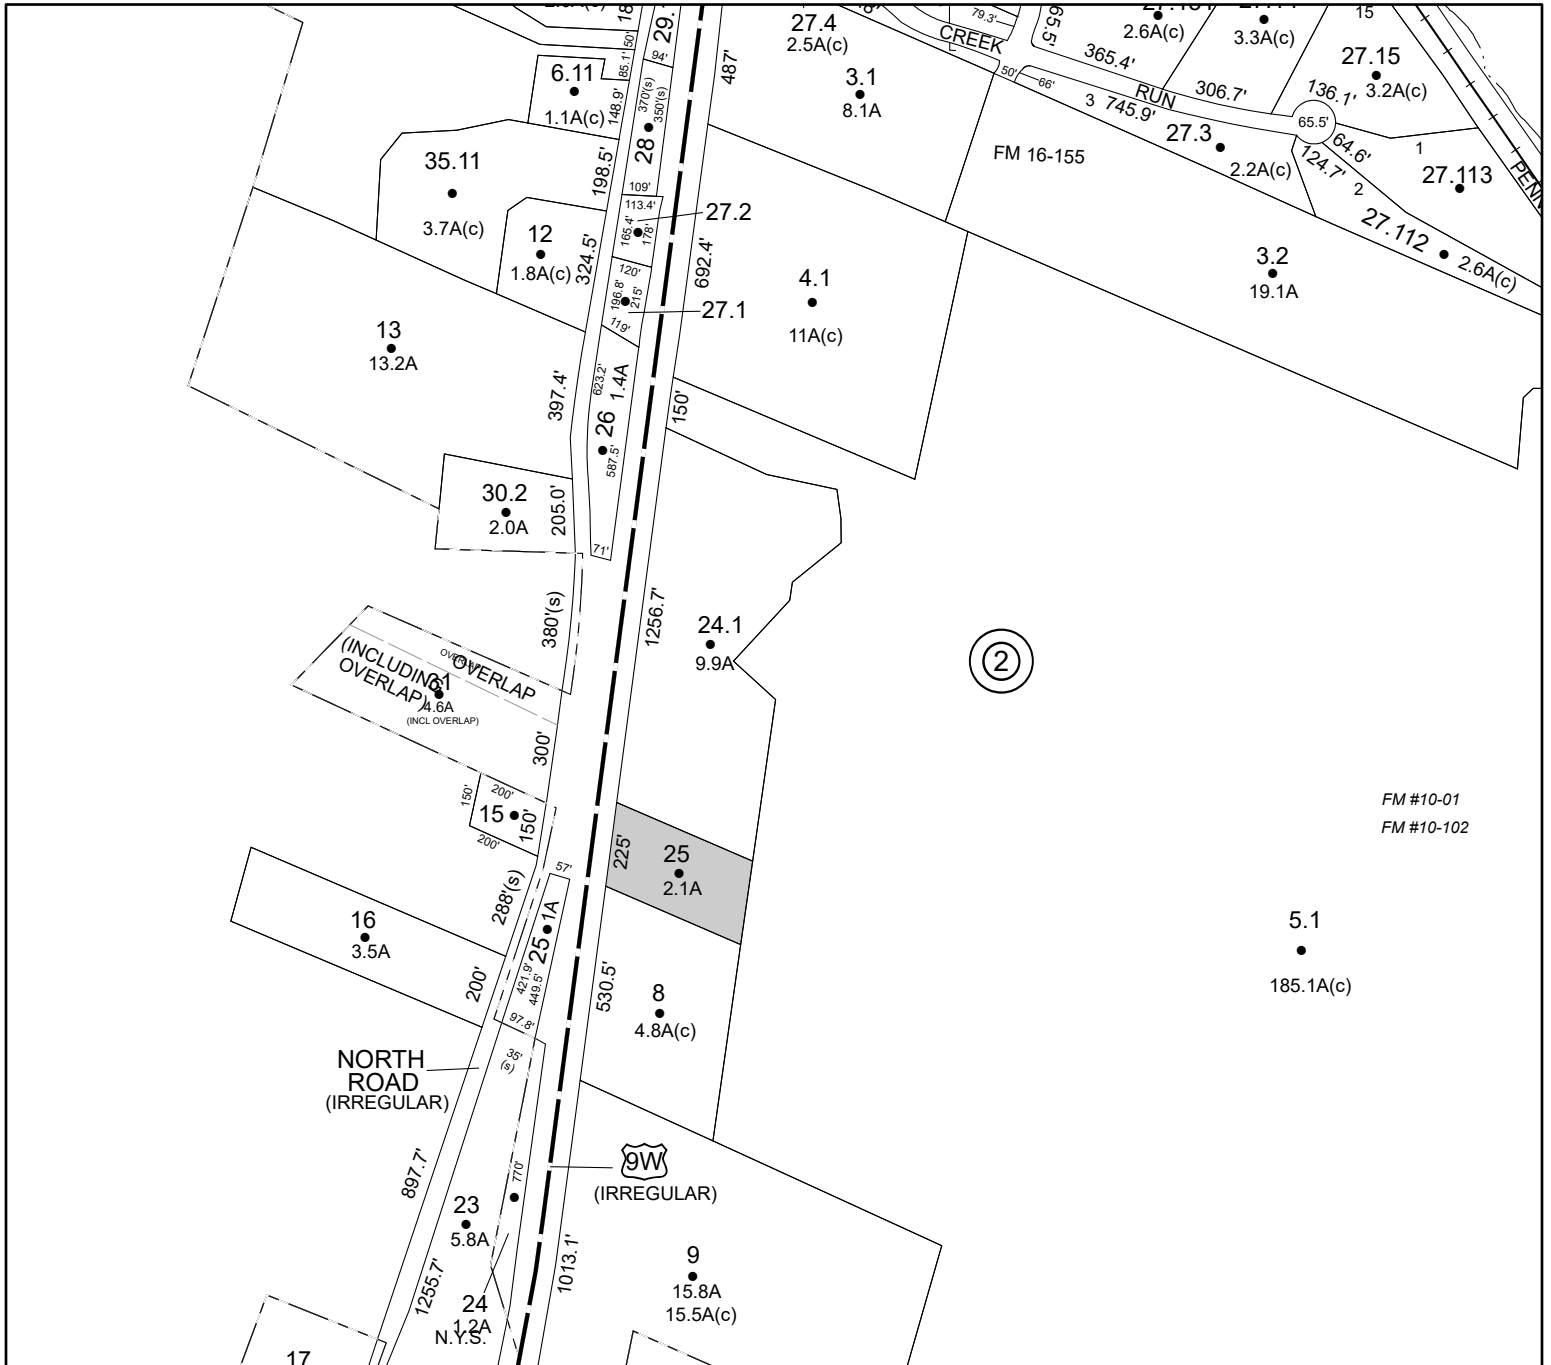 27.4
2.5A(c)
79.3'
CREEK
65.5'
2.6A(c)
3.3A(c)
15
27.15
3.2A(c)
365.4'
306.7'
136.1'
RUN
3
745.9'
50'
66'
65.5'
64.6'
124.7'
1
2
27.3
2.2A(c)
27.113
27.112
2.6A(c)
PENN
29.
50'
94'
85.1'
6.11
1.1A(c)
148.9'
370'(s)
350'(s)
28
109'
487'
3.1
8.1A
FM 16-155
35.11
3.7A(c)
198.5'
113.4'
165.4'
178'
27.2
12
1.8A(c)
324.5'
120'
196.8'
215'
119'
27.1
692.4'
4.1
11A(c)
3.2
19.1A
13
13.2A
397.4'
623.2'
1.4A
26
587.5'
71'
150'
30.2
2.0A
205.0'
380'(s)
1256.7'
24.1
9.9A
2
OVERLAP
OVERLAP
(INCLUDING
OVERLAP)
31
4.6A
(INCL OVERLAP)
300'
150'
200'
15
150'
200'
225'
25
2.1A
FM #10-01
FM #10-102
57'
288'(s)
25
1A
421.9'
449.5'
97.8'
16
3.5A
200'
530.5'
8
4.8A(c)
5.1
185.1A(c)
35'
(s)
NORTH
ROAD
(IRREGULAR)
9W
(IRREGULAR)
897.7'
770'
23
5.8A
1255.7'
1013.1'
24
1.2A
N.Y.S.
9
15.8A
15.5A(c)
17